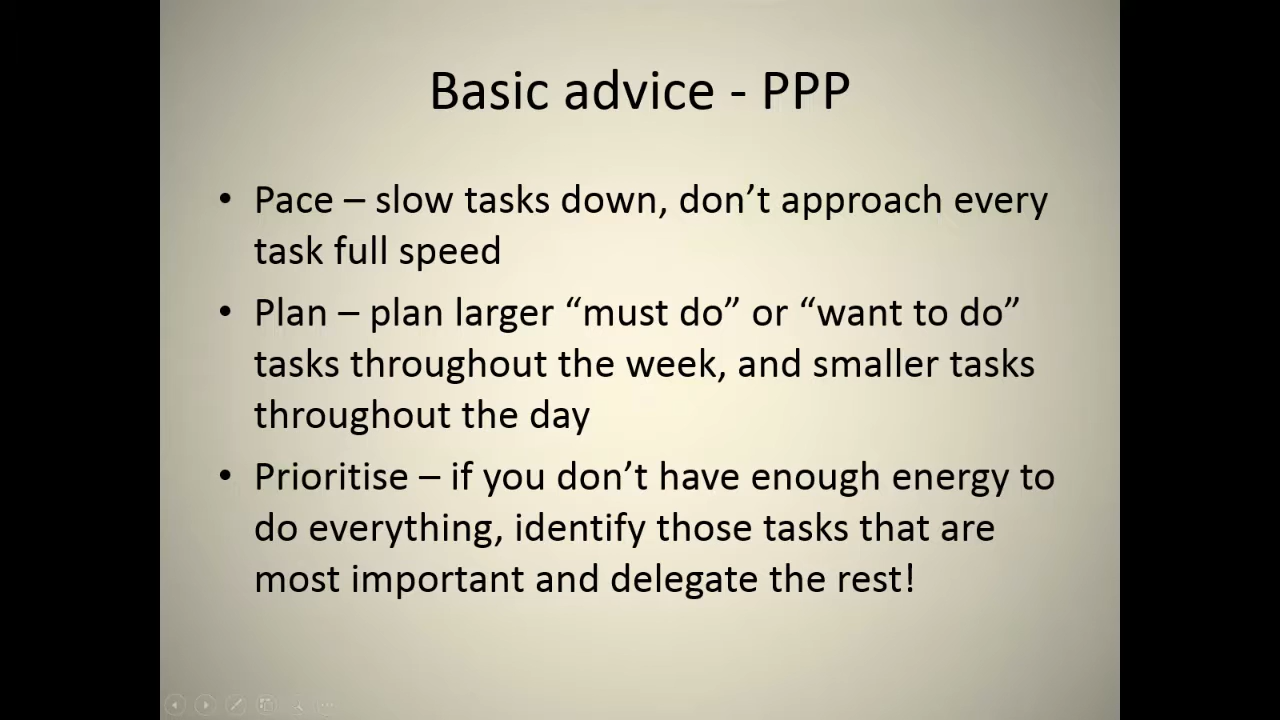 Basic advice - PPP
• Pace – slow tasks down, don’t approach every
task full speed
• Plan – plan larger “must do” or “want to do”
tasks throughout the week, and smaller tasks
throughout the day
• Prioritise – if you don’t have enough energy to
do everything, identify those tasks that are
most important and delegate the rest!